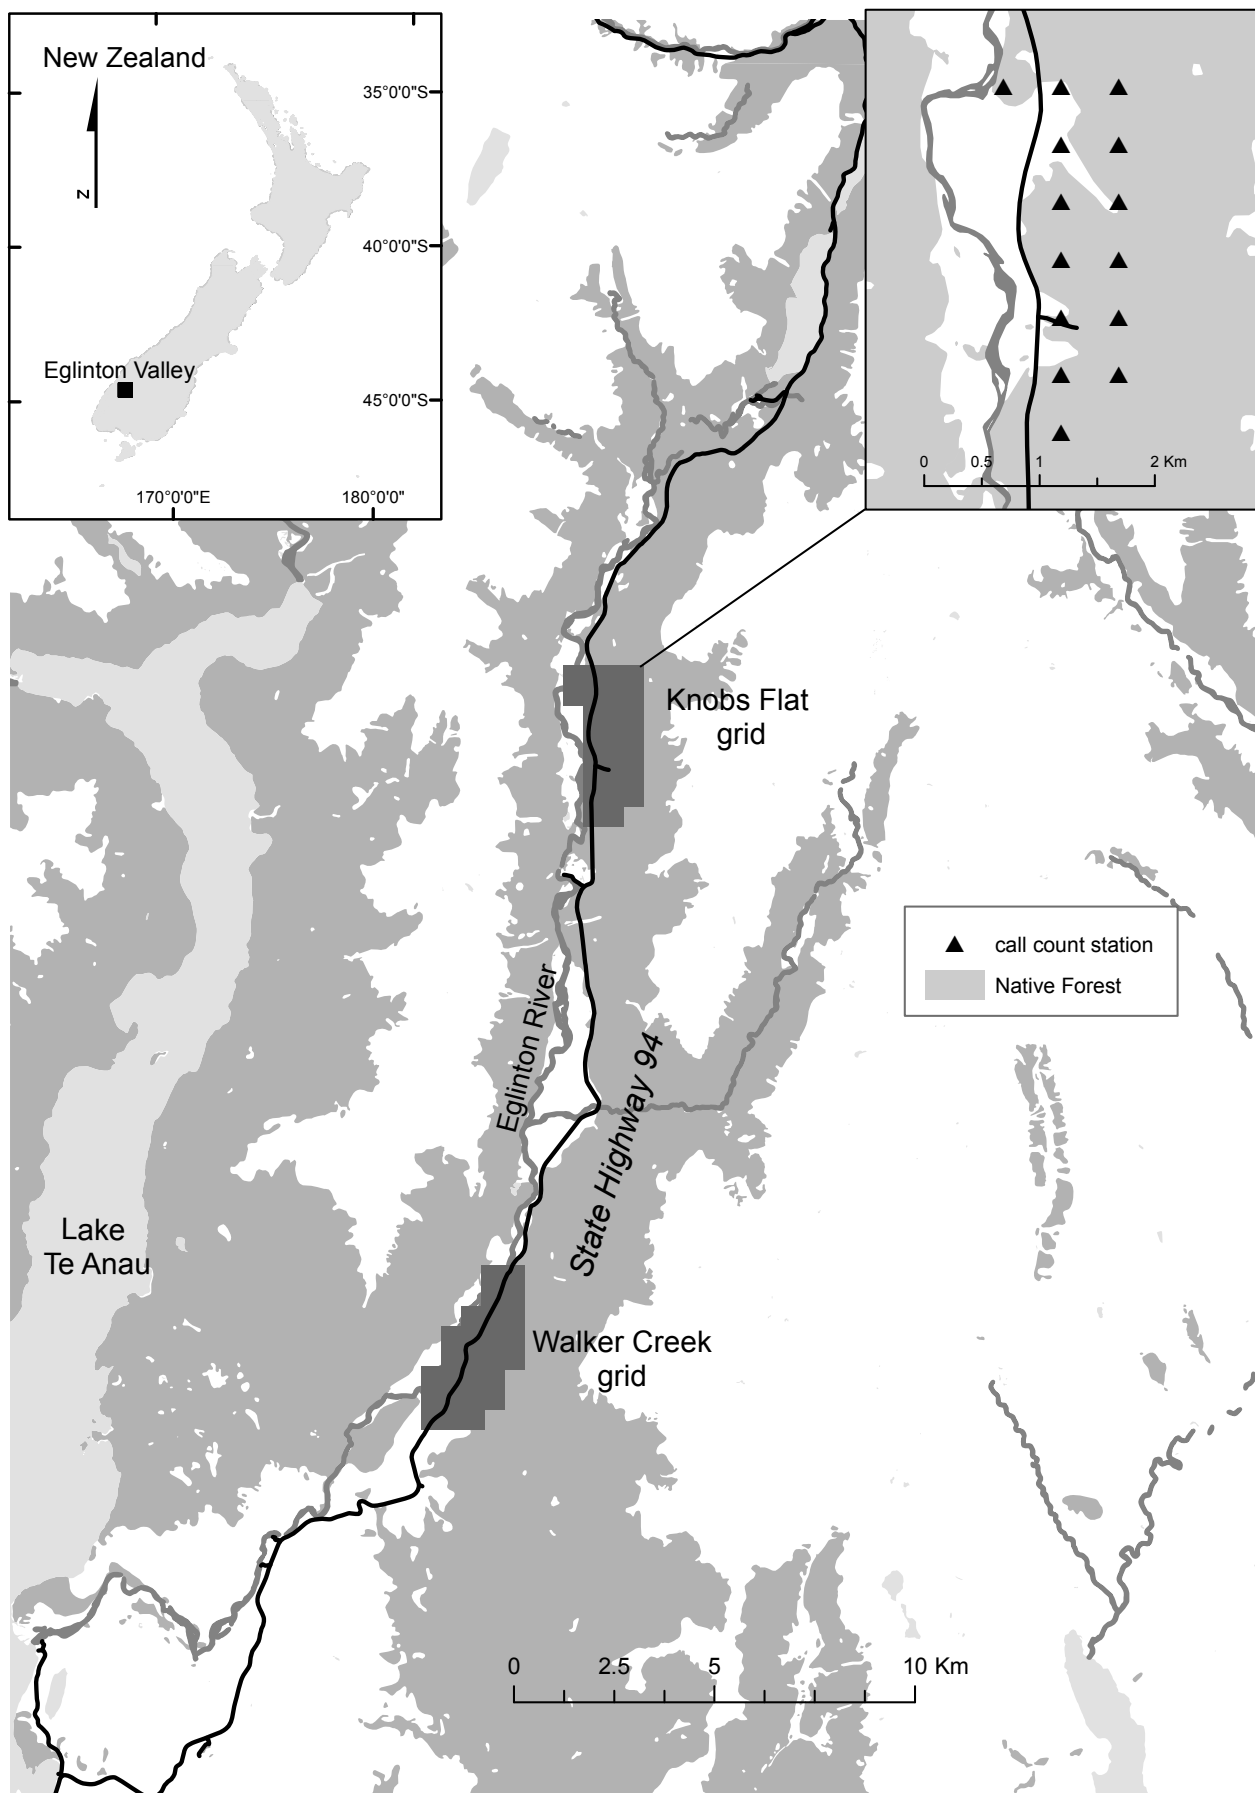 New Zealand
N
35°0'0"S
40°0'0"S
45°0'0"S
Eglinton Valley
170°0'0"E
180°0'0"
0
0.5
1
2 Km
Knobs Flat
grid
call count station
Native Forest
Eglinton River
State Highway 94
Lake
Te Anau
Walker Creek
grid
0
2.5
5
10 Km